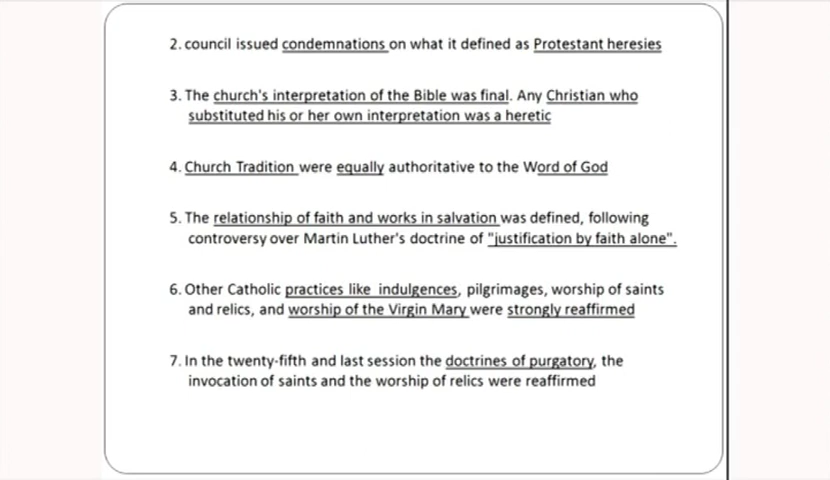 2. council issued condemnations on what it defined as Protestant heresies
3. The church's interpretation of the Bible was final. Any Christian who
substituted his or her own interpretation was a heretic
4. Church Tradition were equally authoritative to the Word of God
5. The relationship of faith and works in salvation was defined, following
controversy over Martin Luther's doctrine of "justification by faith alone".
6. Other Catholic practices like indulgences, pilgrimages, worship of saints
and relics, and worship of the Virgin Mary were strongly reaffirmed
7. In the twenty-fifth and last session the doctrines of purgatory, the
invocation of saints and the worship of relics were reaffirmed